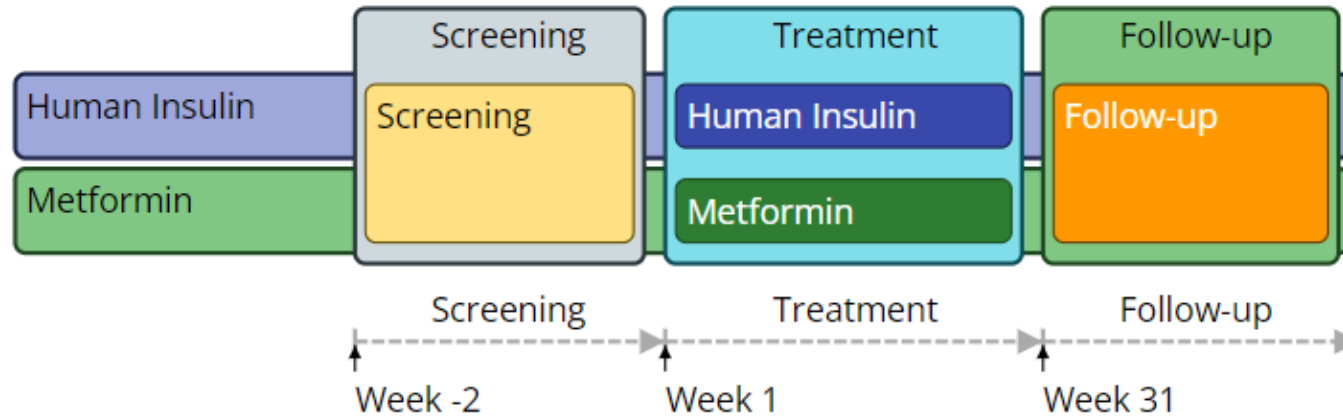 Screening Treatment Follow-up
Human Insulin Screening Human Insulin Follow-up
Metformin Metformin
Screening Treatment Follow-up
Week -2 Week 1 Week 31